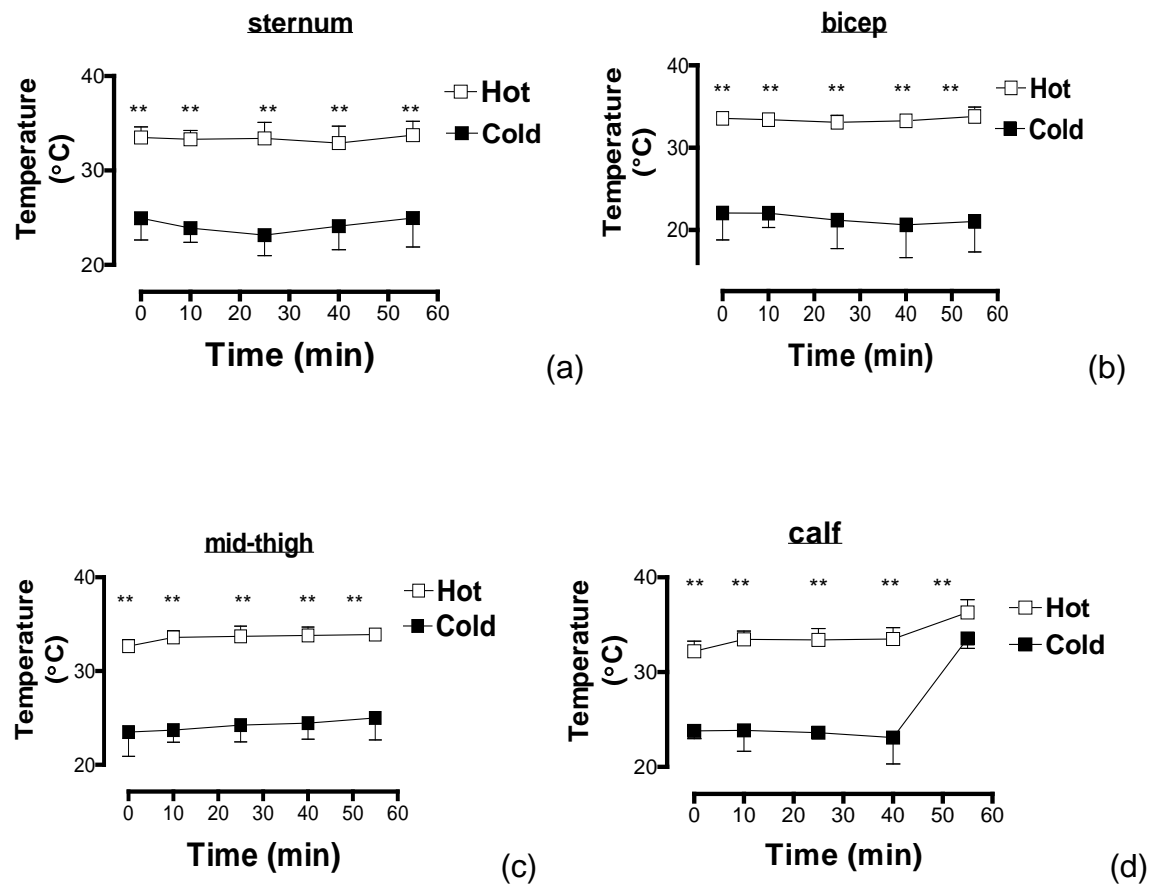 sternum
40
30
20
Temperature
(°C)
** ** ** ** **
Hot
Cold
0 10 20 30 40 50 60
Time (min)
(a)
bicep
40
30
20
Temperature
(°C)
** ** ** ** **
Hot
Cold
0 10 20 30 40 50 60
Time (min)
(b)
mid-thigh
40
30
20
Temperature
(°C)
** ** ** ** **
Hot
Cold
0 10 20 30 40 50 60
Time (min)
(c)
calf
40
30
20
Temperature
(°C)
** ** ** ** **
Hot
Cold
0 10 20 30 40 50 60
Time (min)
(d)